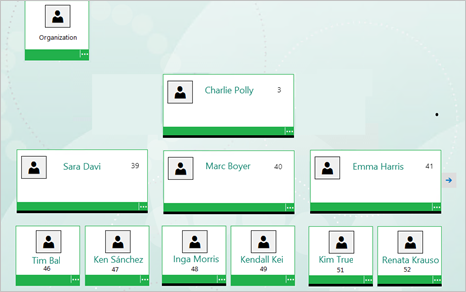 Organization
Charlie Polly 3
Sara Davi 39
Marc Boyer 40
Emma Harris 41
Tim Bal
46
Ken Sánchez
47
Inga Morris
48
Kendall Kei
49
Kim True
51
Renata Krauso
52